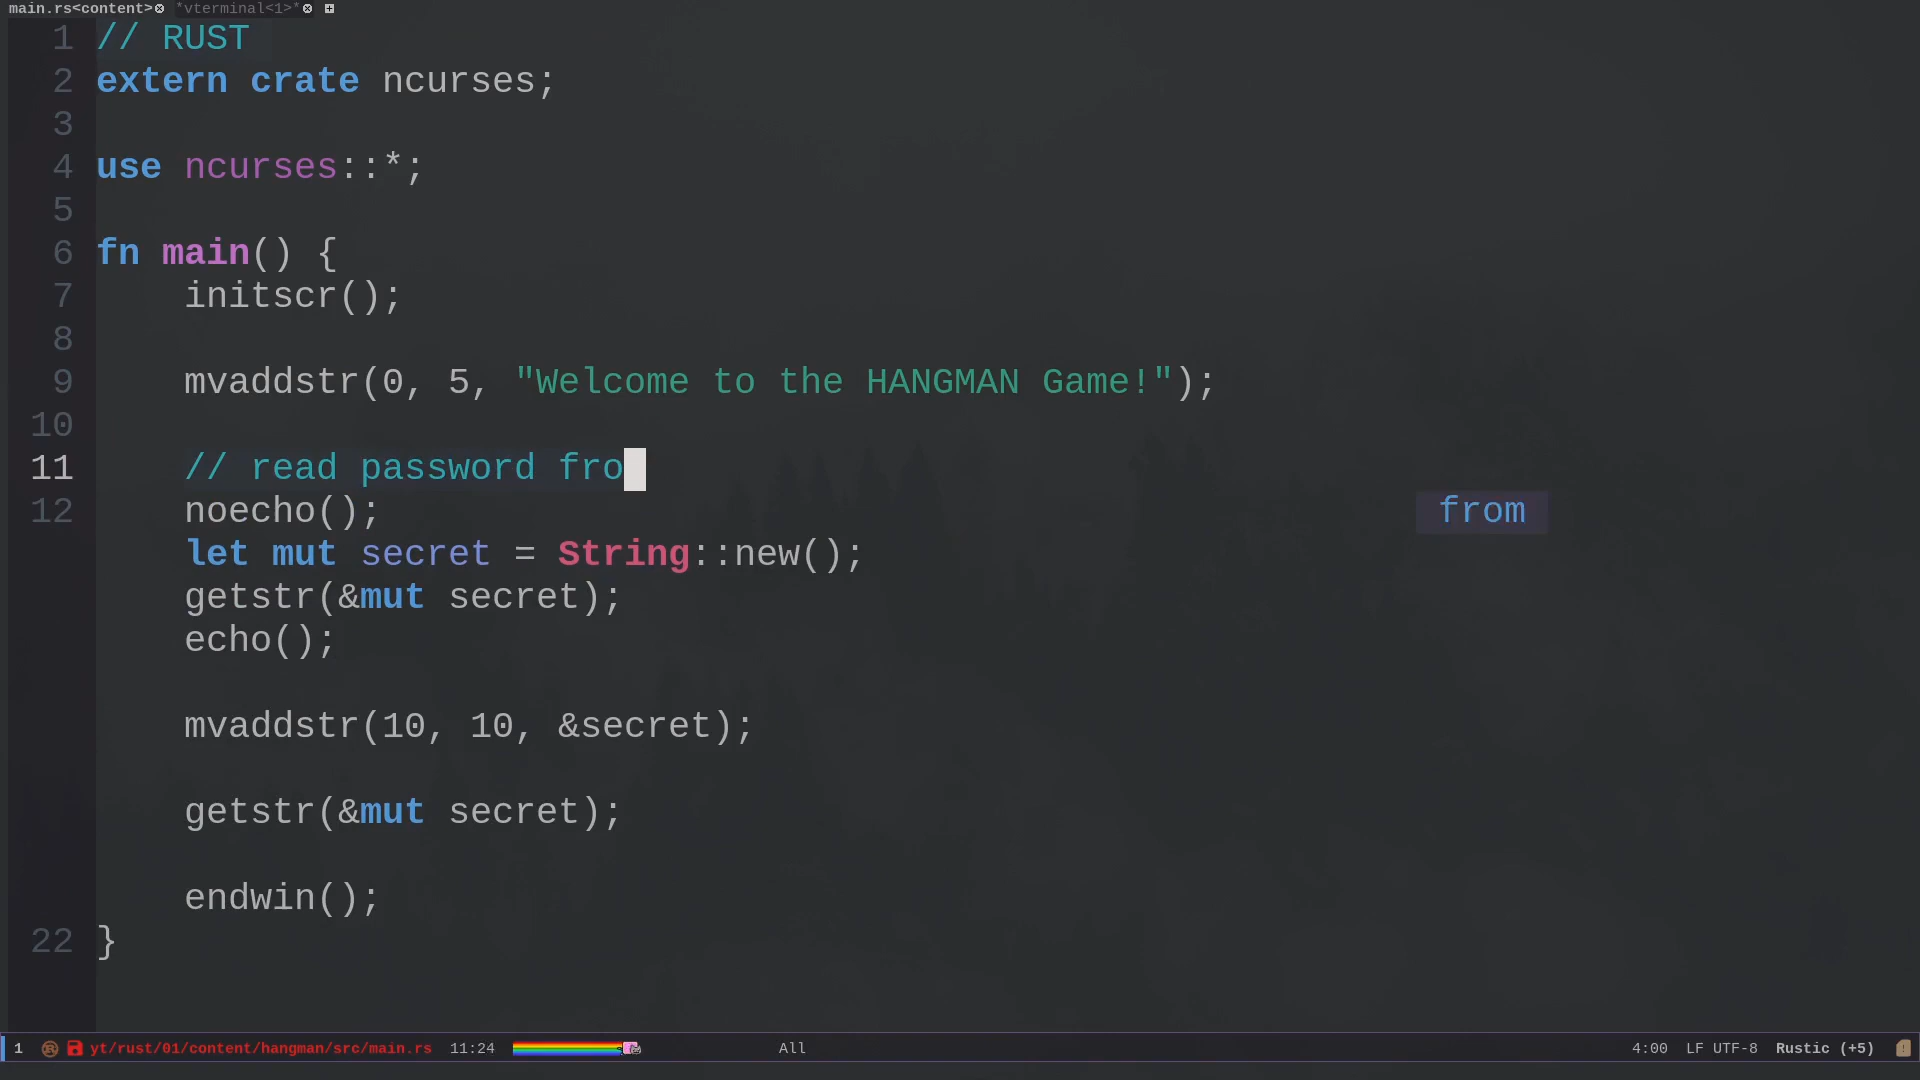 main.rs<content> *vterminal<1>*
1 // RUST
2 extern crate ncurses;
3
4 use ncurses::*;
5
6 fn main() {
7 initscr();
8
9 mvaddstr(0, 5, "Welcome to the HANGMAN Game!");
10
11 // read password fro
12 noecho(); from
let mut secret = String::new();
getstr(&mut secret);
echo();
mvaddstr(10, 10, &secret);
getstr(&mut secret);
endwin();
22 }
1 yt/rust/01/content/hangman/src/main.rs 11:24 All 4:00 LF UTF-8 Rustic (+5)